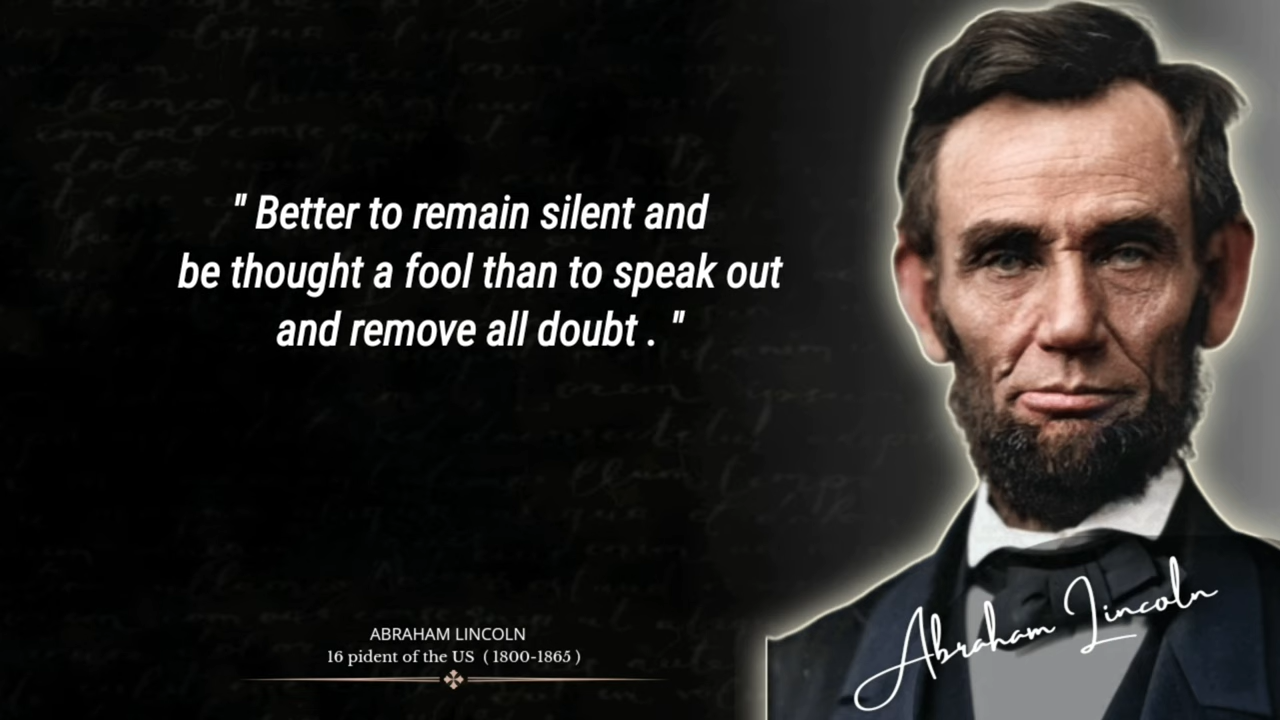 " Better to remain silent and
be thought a fool than to speak out
and remove all doubt . "
ABRAHAM LINCOLN
16 pident of the US ( 1800-1865 )
Abraham Lincoln